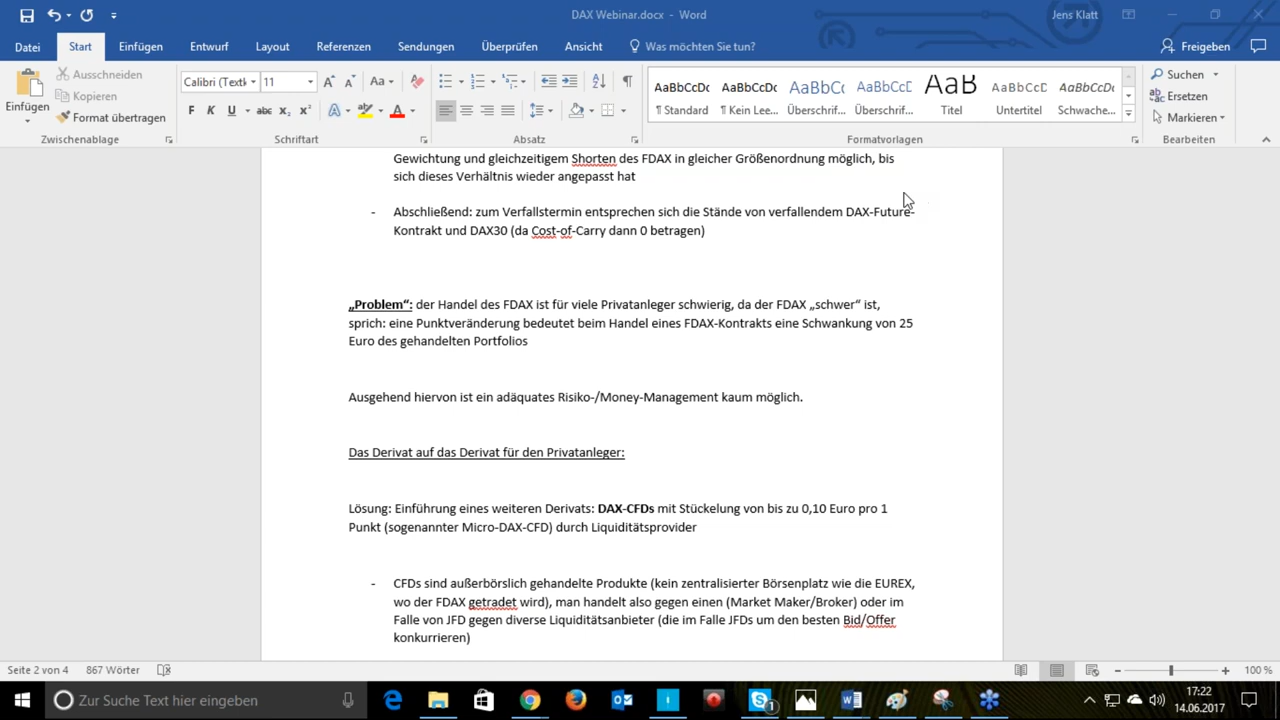 DAX Webinar.docx - Word
Jens Klatt
Datei Start Einfügen Entwurf Layout Referenzen Sendungen Überprüfen Ansicht Was möchten Sie tun? Freigeben
Einfügen
Ausschneiden
Kopieren
Format übertragen
Zwischenablage
Calibri (Textk 11
F K U abc x₂ x²
Schriftart
Absatz
AaBbCcDc AaBbCcDc AaBbC AaBbCcC AaB AaBbCcC AaBbCcDc
¶ Standard ¶ Kein Lee... Überschrif... Überschrif... Titel Untertitel Schwache...
Formatvorlagen
Suchen
Ersetzen
Markieren
Bearbeiten
Gewichtung und gleichzeitigem Shorten des FDAX in gleicher Größenordnung möglich, bis
sich dieses Verhältnis wieder angepasst hat
- Abschließend: zum Verfallstermin entsprechen sich die Stände von verfallendem DAX-Future-
Kontrakt und DAX30 (da Cost-of-Carry dann 0 betragen)
„Problem“: der Handel des FDAX ist für viele Privatanleger schwierig, da der FDAX „schwer“ ist,
sprich: eine Punktveränderung bedeutet beim Handel eines FDAX-Kontrakts eine Schwankung von 25
Euro des gehandelten Portfolios
Ausgehend hiervon ist ein adäquates Risiko-/Money-Management kaum möglich.
Das Derivat auf das Derivat für den Privatanleger:
Lösung: Einführung eines weiteren Derivats: DAX-CFDs mit Stückelung von bis zu 0,10 Euro pro 1
Punkt (sogenannter Micro-DAX-CFD) durch Liquiditätsprovider
- CFDs sind außerbörslich gehandelte Produkte (kein zentralisierter Börsenplatz wie die EUREX,
wo der FDAX getradet wird), man handelt also gegen einen (Market Maker/Broker) oder im
Falle von JFD gegen diverse Liquiditätsanbieter (die im Falle JFDs um den besten Bid/Offer
konkurrieren)
Seite 2 von 4 867 Wörter 100 %
Zur Suche Text hier eingeben
17:22
14.06.2017